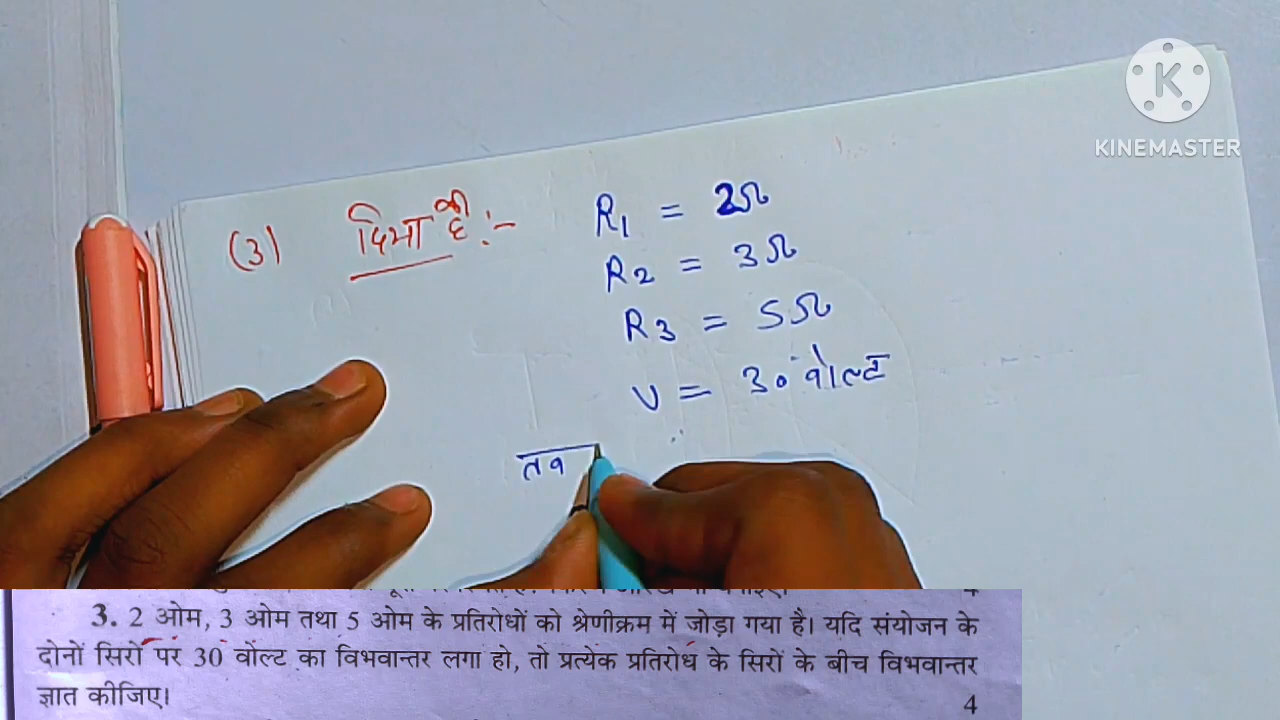 KINEMASTER
(3) दिया है :- R1 = 2Ω
R2 = 3Ω
R3 = 5Ω
V = 30 वोल्ट
तब
3. 2 ओम, 3 ओम तथा 5 ओम के प्रतिरोधों को श्रेणीक्रम में जोड़ा गया है। यदि संयोजन के
दोनों सिरों पर 30 वोल्ट का विभवान्तर लगा हो, तो प्रत्येक प्रतिरोध के सिरों के बीच विभवान्तर
ज्ञात कीजिए।
4